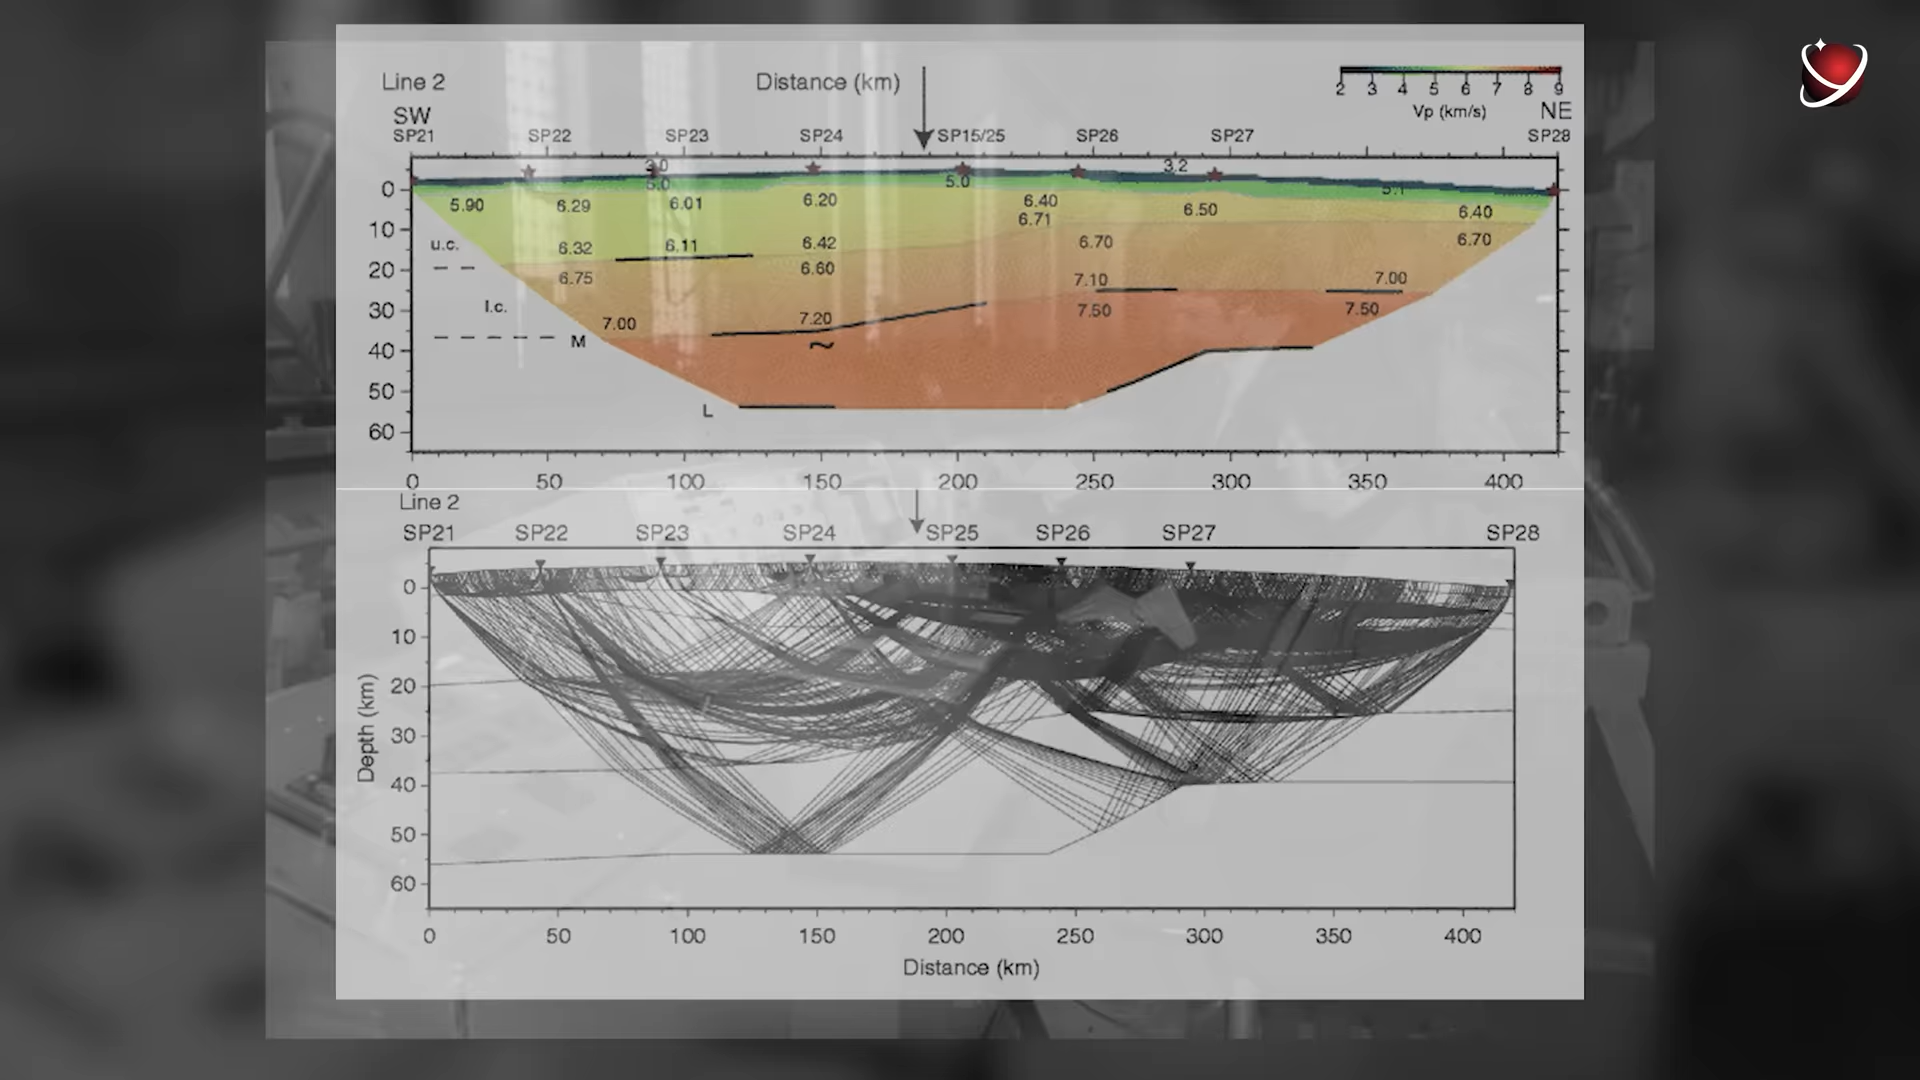 Line 2
Distance (km)
2 3 4 5 6 7 8 9
Vp (km/s)
SW
NE
SP21 SP22 SP23 SP24 SP15/25 SP26 SP27 SP28
3.0
3.2
5.0
5.0
0
5.90 6.29 6.01 6.20 6.40 6.50 6.40
6.71
10
u.c. 6.32 6.11 6.42 6.70 6.70
20
6.75 6.60 7.10 7.00
30
l.c. 7.00 7.20 7.50 7.50
40
M
50
L
60
0 50 100 150 200 250 300 350 400
Line 2
SP21 SP22 SP23 SP24 SP25 SP26 SP27 SP28
0
10
20
30
40
50
60
Depth (km)
0 50 100 150 200 250 300 350 400
Distance (km)